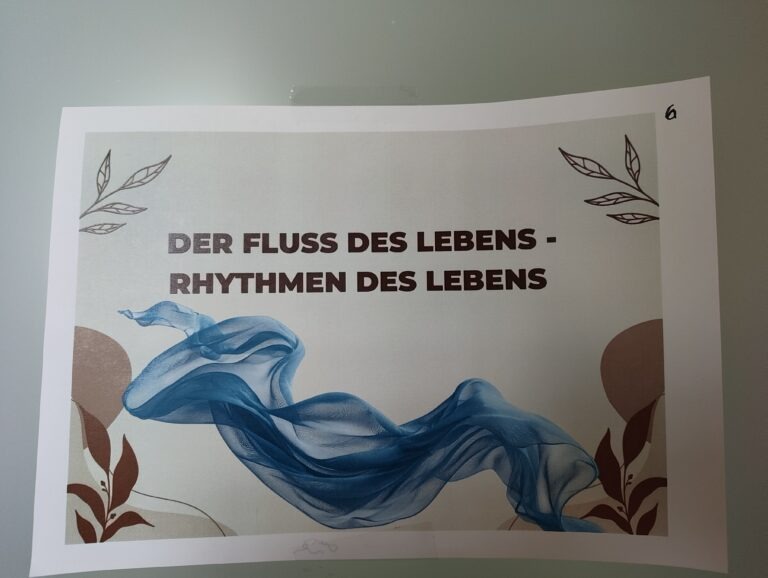 6
DER FLUSS DES LEBENS -
RHYTHMEN DES LEBENS